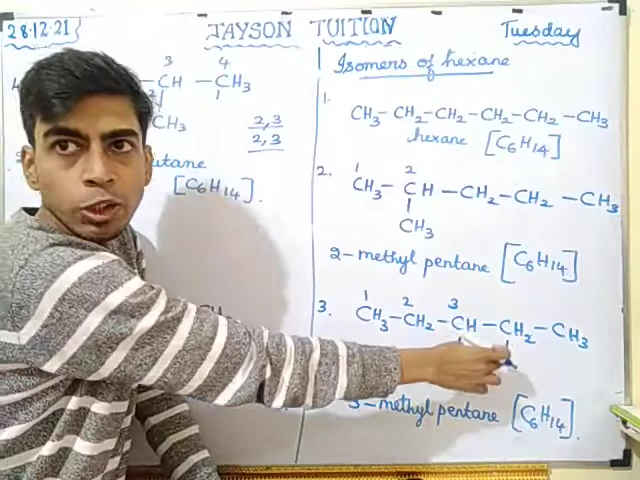 28.12.21 JAYSON TUITION Tuesday
3 4
CH — CH3
CH3
2,3
2,3
[C6H14].
Isomers of hexane
1.
CH3 — CH2 — CH2 — CH2 — CH2 — CH3
hexane [C6H14]
2.
1 2
CH3 — CH — CH2 — CH2 — CH3
CH3
2-methyl pentane [C6H14]
3.
1 2 3
CH3 — CH2 — CH — CH2 — CH3
3-methyl pentane [C6H14].